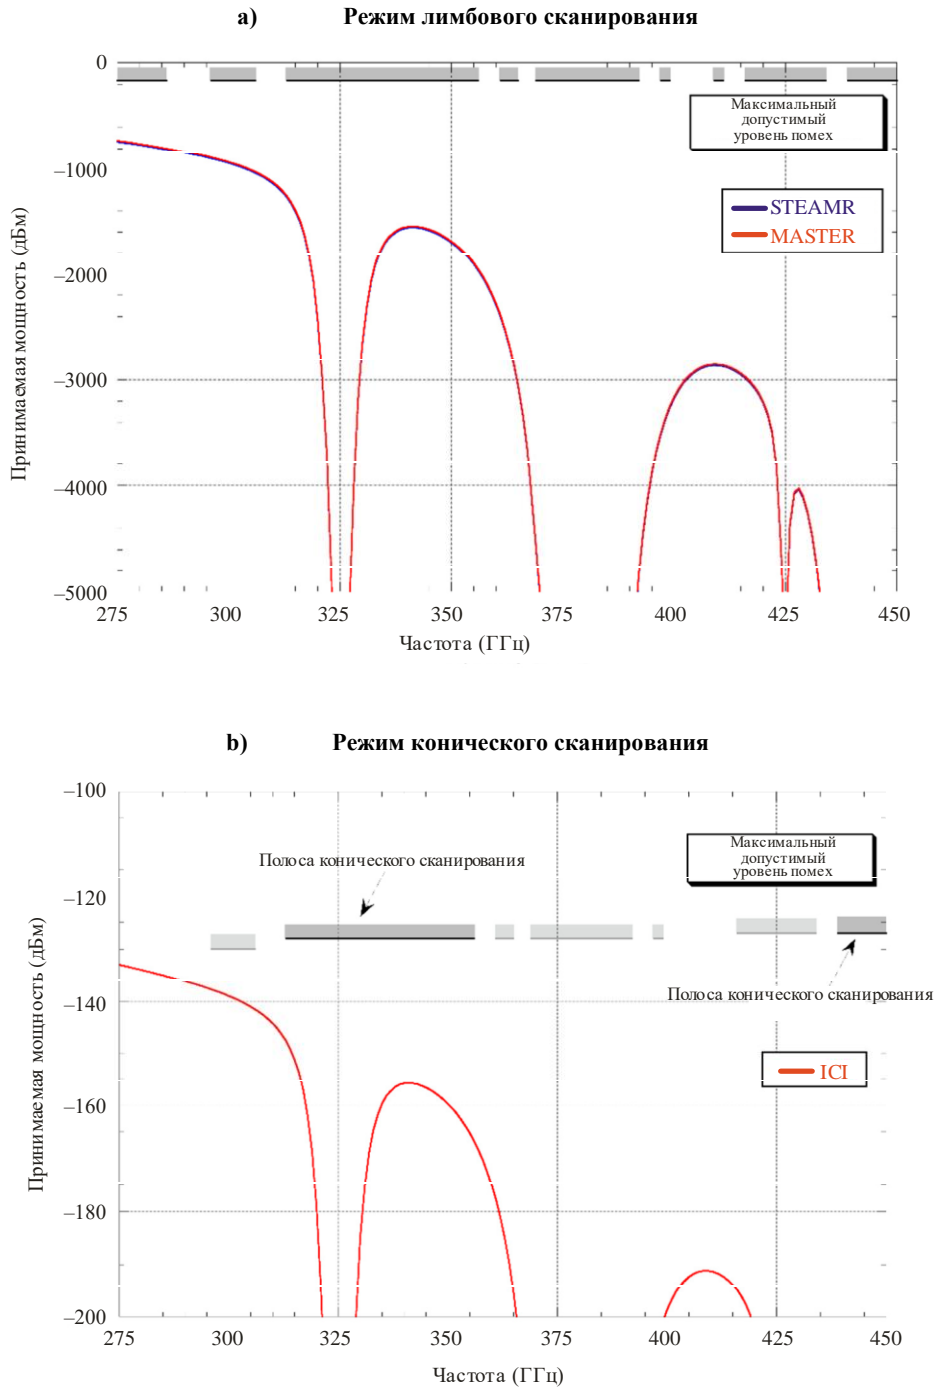 a) Режим лимбового сканирования
0
–1000
–2000
–3000
–4000
–5000
Принимаемая мощность (дБм)
Максимальный
допустимый
уровень помех
STEAMR
MASTER
275 300 325 350 375 400 425 450
Частота (ГГц)
b) Режим конического сканирования
–100
–120
–140
–160
–180
–200
Принимаемая мощность (дБм)
Максимальный
допустимый
уровень помех
Полоса конического сканирования
Полоса конического сканирования
ICI
275 300 325 350 375 400 425 450
Частота (ГГц)